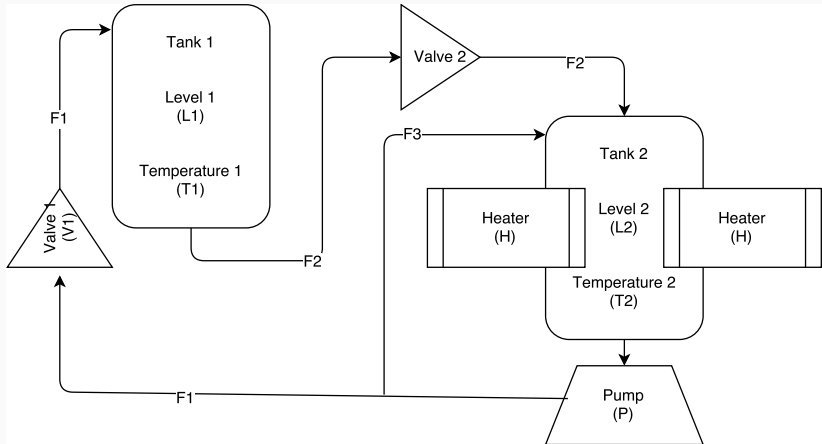 Tank 1
Level 1
(L1)
Temperature 1
(T1)
F1
Valve 1
(V1)
F2
Valve 2
F2
F3
Tank 2
Level 2
(L2)
Temperature 2
(T2)
Heater
(H)
Heater
(H)
F1
Pump
(P)